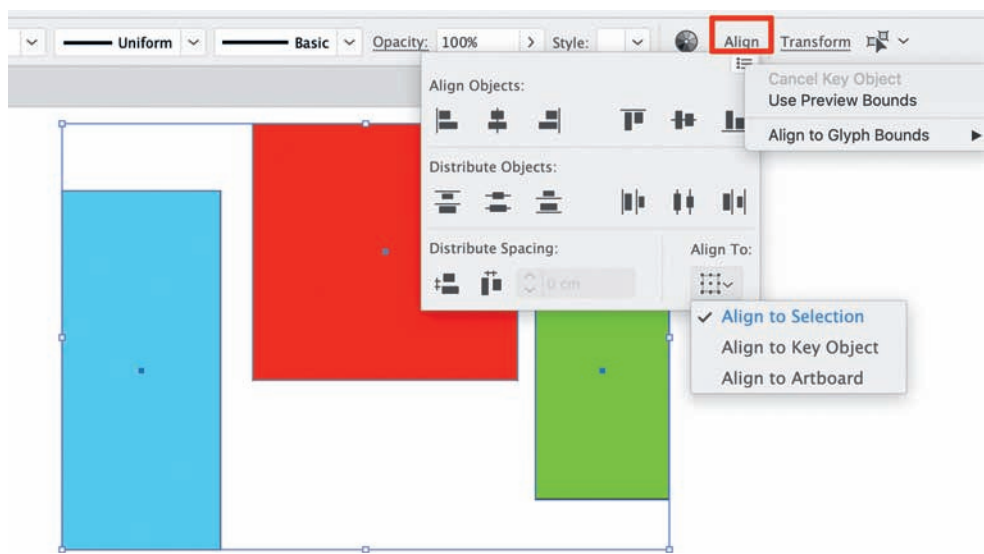 Uniform Basic Opacity: 100% Style: Align Transform
Align Objects:
Cancel Key Object
Use Preview Bounds
Align to Glyph Bounds
Distribute Objects:
Distribute Spacing: Align To:
0 cm
Align to Selection
Align to Key Object
Align to Artboard